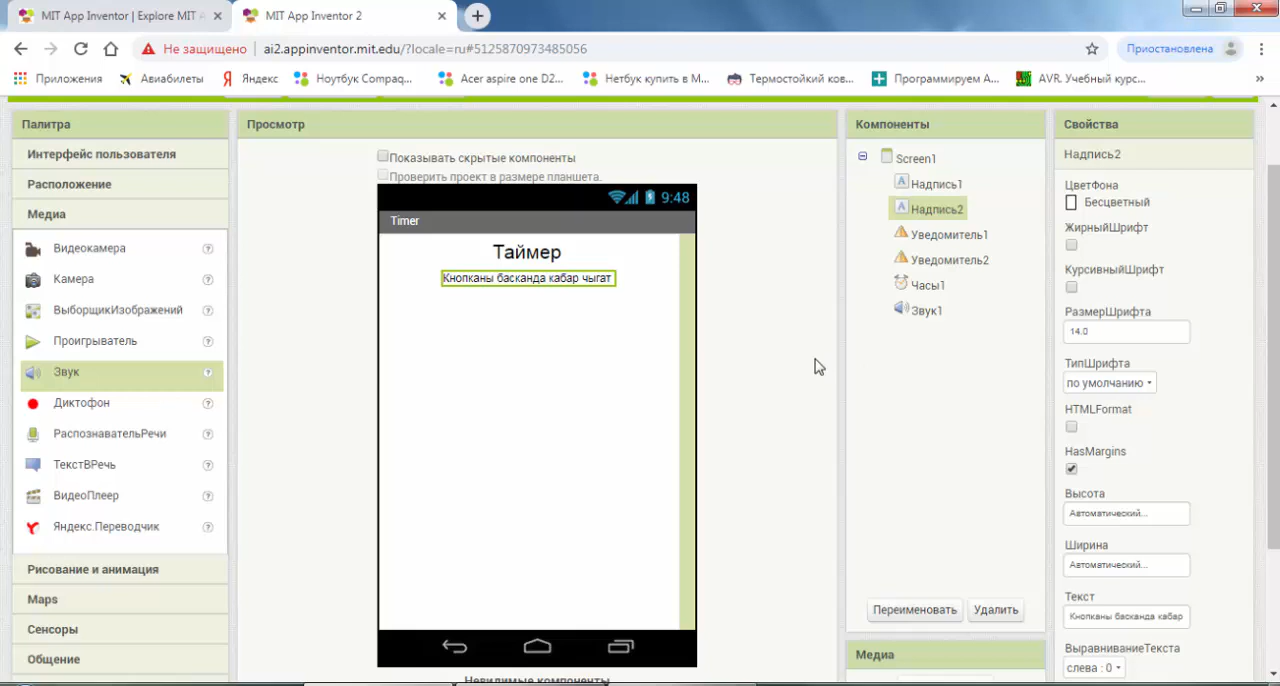 MIT App Inventor | Explore MIT A
MIT App Inventor 2
Не защищено
ai2.appinventor.mit.edu/?locale=ru#5125870973485056
Приостановлена
Приложения
Авиабилеты
Яндекс
Ноутбук Compaq...
Acer aspire one D2...
Нетбук купить в М...
Термостойкий ков...
Программируем А...
AVR. Учебный курс...
»
Палитра
Интерфейс пользователя
Расположение
Медиа
Видеокамера
Камера
ВыборщикИзображений
Проигрыватель
Звук
Диктофон
РаспознавательРечи
ТекстВРечь
ВидеоПлеер
Яндекс.Переводчик
Рисование и анимация
Maps
Сенсоры
Общение
Просмотр
Показывать скрытые компоненты
Проверить проект в размере планшета.
9:48
Timer
Таймер
Кнопканы басканда кабар чыгат
Невидимые компоненты
Компоненты
Screen1
Надпись1
Надпись2
Уведомитель1
Уведомитель2
Часы1
Звук1
Переименовать
Удалить
Медиа
Свойства
Надпись2
ЦветФона
Бесцветный
ЖирныйШрифт
КурсивныйШрифт
РазмерШрифта
14.0
ТипШрифта
по умолчанию
HTMLFormat
HasMargins
Высота
Автоматический...
Ширина
Автоматический...
Текст
Кнопканы басканда кабар
ВыравниваниеТекста
слева : 0